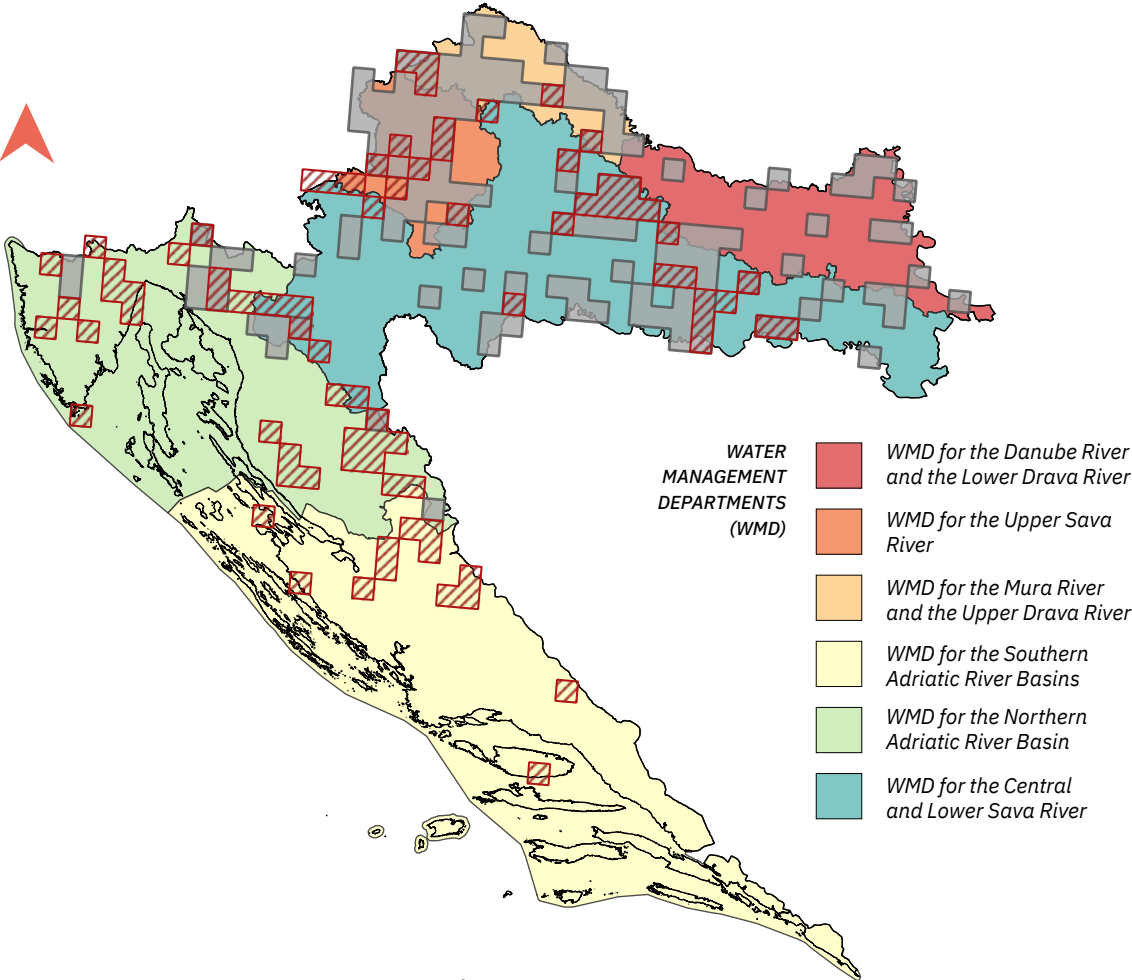 WATER
MANAGEMENT
DEPARTMENTS
(WMD)
WMD for the Danube River
and the Lower Drava River
WMD for the Upper Sava
River
WMD for the Mura River
and the Upper Drava River
WMD for the Southern
Adriatic River Basins
WMD for the Northern
Adriatic River Basin
WMD for the Central
and Lower Sava River